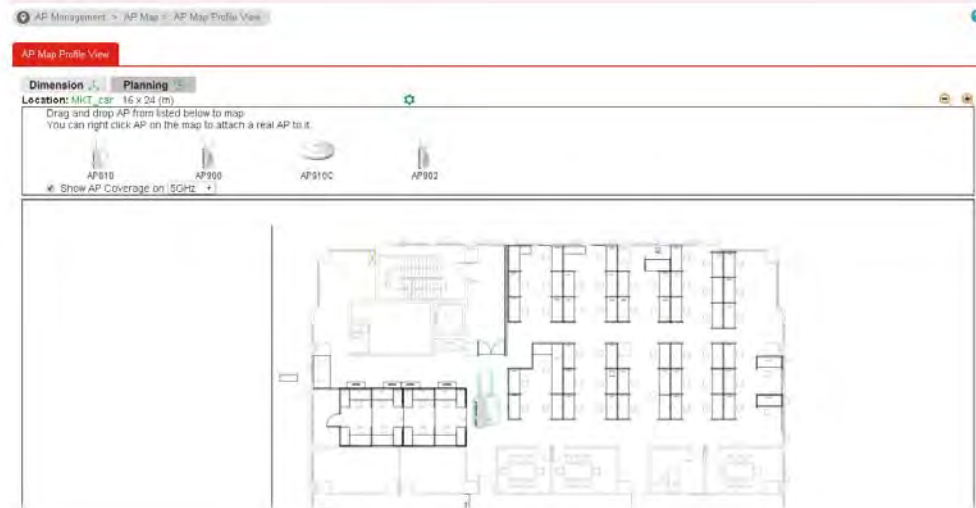 AP Management > AP Map > AP Map Profile View
AP Map Profile View
Dimension Planning
Location: MKT_car 16 x 24 (m)
Drag and drop AP from listed below to map
You can right click AP on the map to attach a real AP to it.
AP810 AP900 AP910C AP902
Show AP Coverage on 5GHz